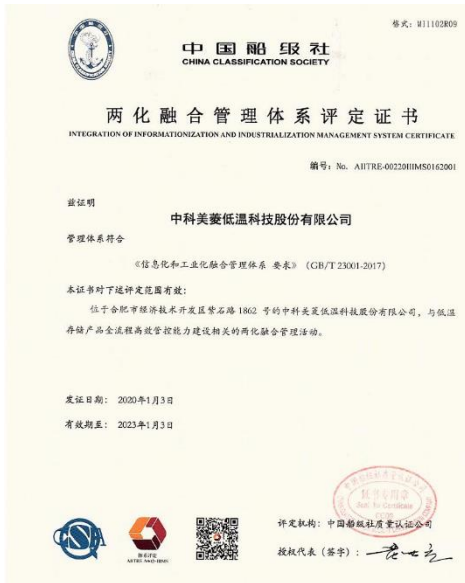 格式：M11102R09
中国船级社
CHINA CLASSIFICATION SOCIETY
两化融合管理体系评定证书
INTEGRATION OF INFORMATIONIZATION AND INDUSTRIALIZATION MANAGEMENT SYSTEM CERTIFICATE
编号：No. AIITRE-00220IIIMS0162001
兹证明
中科美菱低温科技股份有限公司
管理体系符合
《信息化和工业化融合管理体系 要求》（GB/T 23001-2017）
本证书对下述评定范围有效：
位于合肥市经济技术开发区紫石路 1862 号的中科美菱低温科技股份有限公司，与低温
存储产品全流程高效管控能力建设相关的两化融合管理活动。
发证日期： 2020年1月3日
有效期至： 2023年1月3日
证书专用章
评定机构：中国船级社质量认证公司
授权代表（签字）：